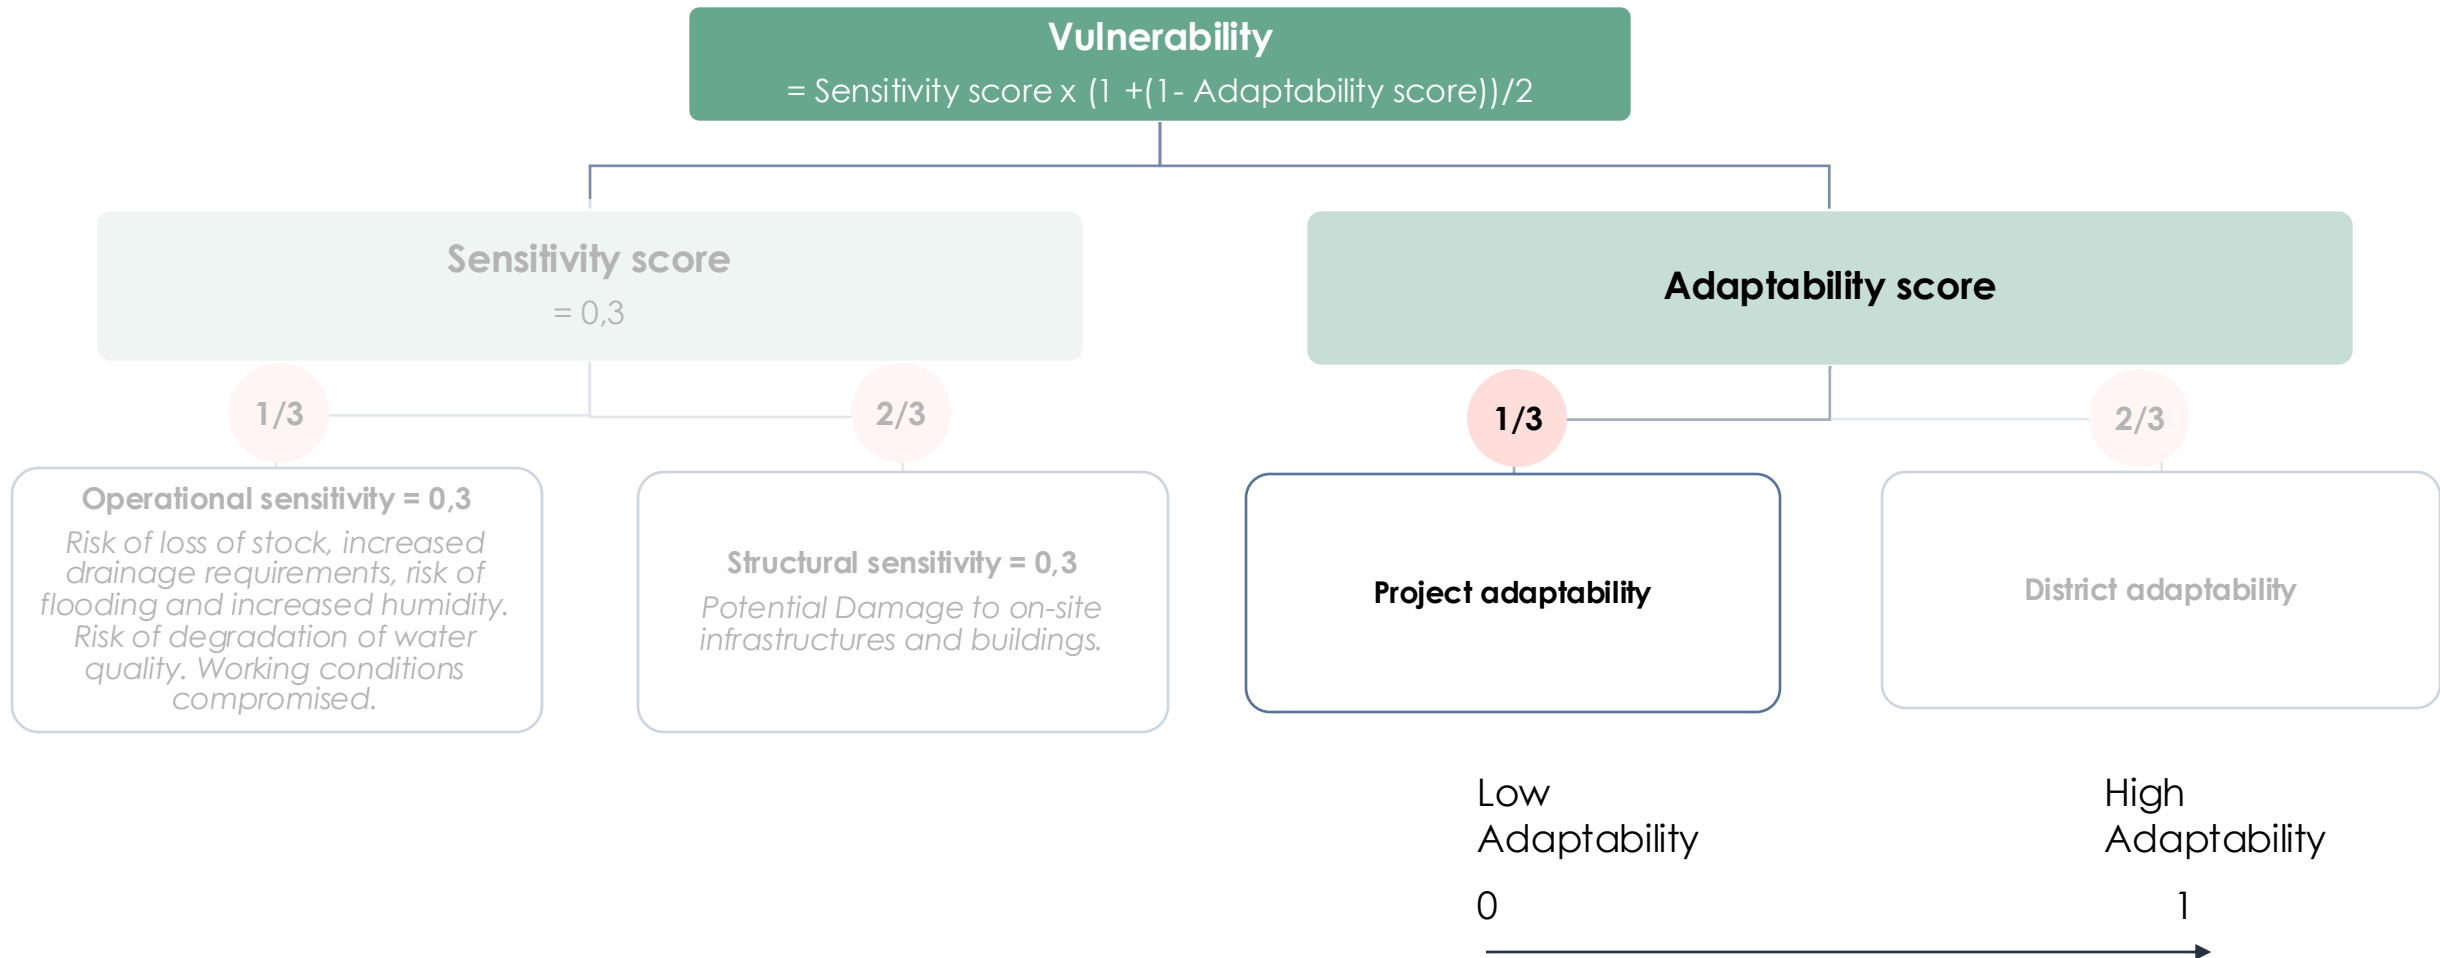 Vulnerability
= Sensitivity score x (1 +(1- Adaptability score))/2
Sensitivity score
= 0,3
Adaptability score
1/3
2/3
1/3
2/3
Operational sensitivity = 0,3
Risk of loss of stock, increased
drainage requirements, risk of
flooding and increased humidity.
Risk of degradation of water
quality. Working conditions
compromised.
Structural sensitivity = 0,3
Potential Damage to on-site
infrastructures and buildings.
Project adaptability
District adaptability
Low
Adaptability
High
Adaptability
0
1